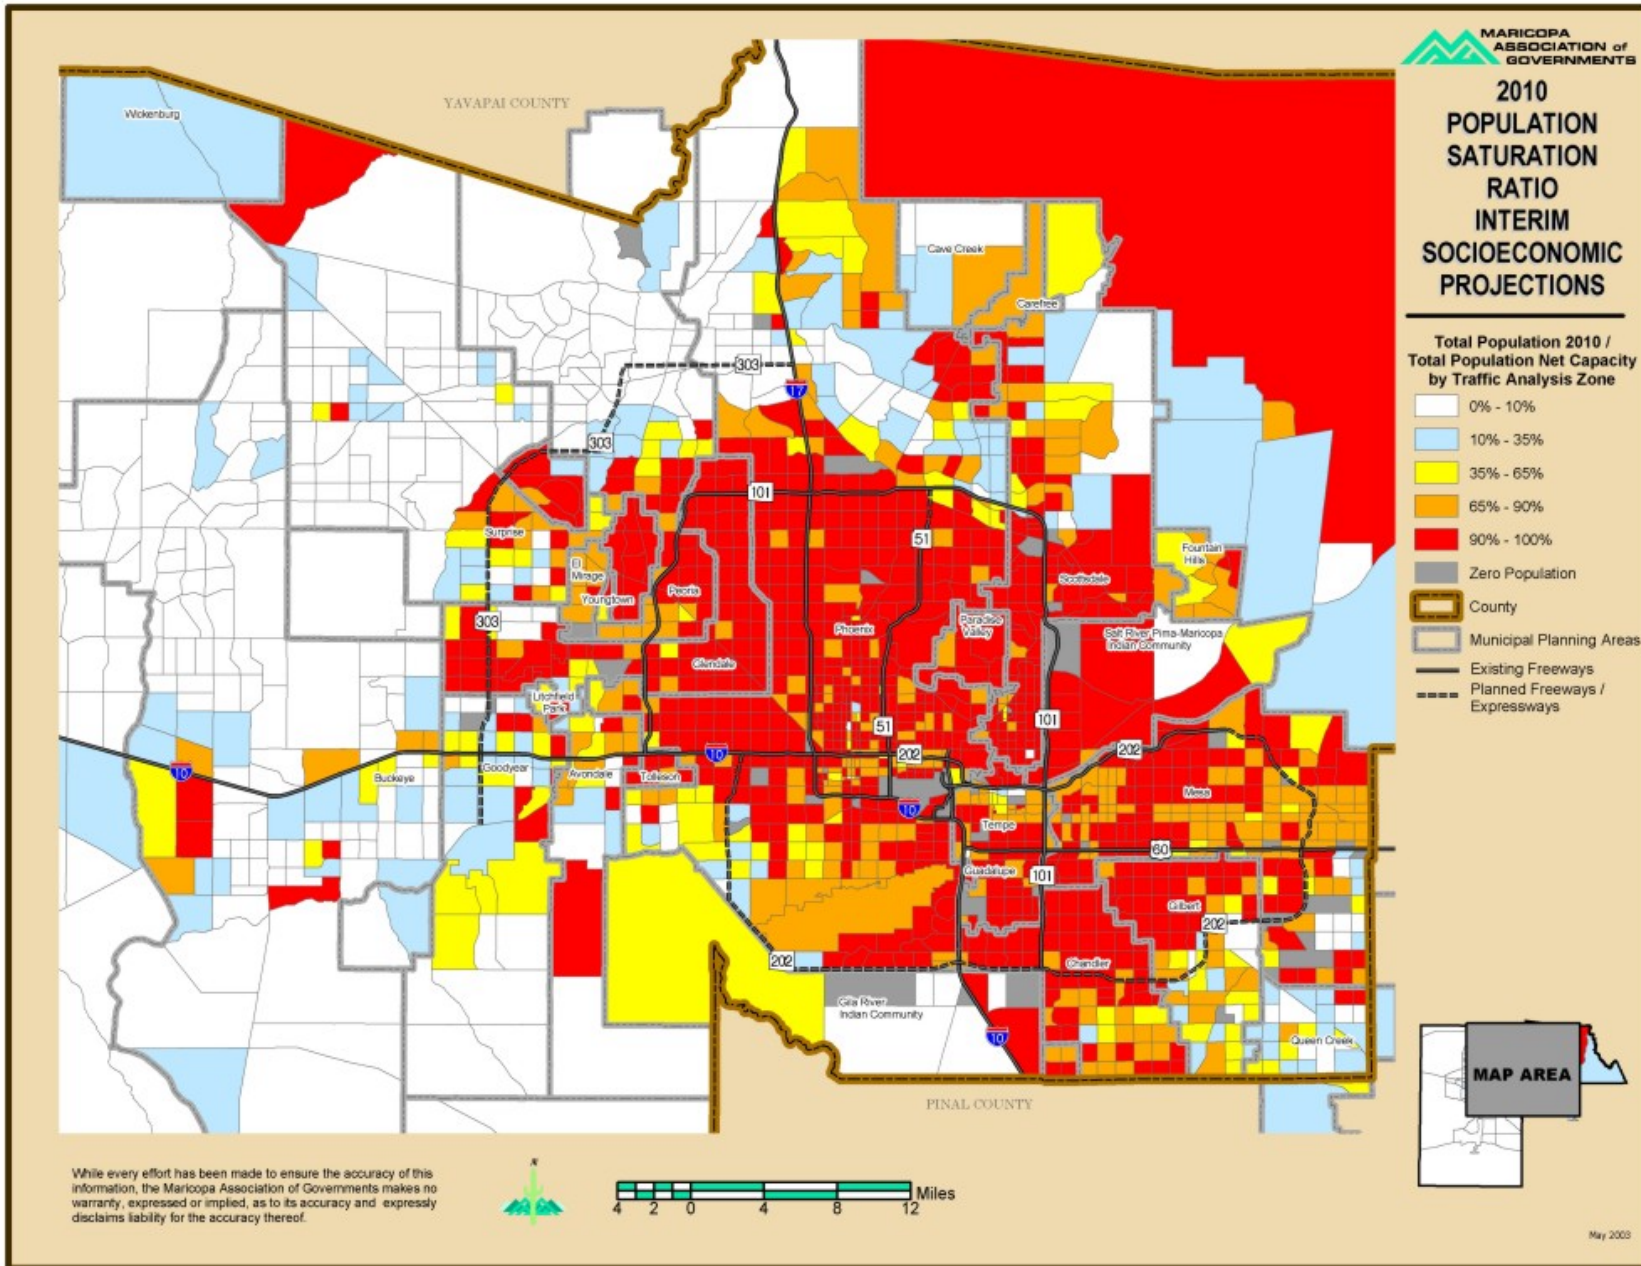 MARICOPA
ASSOCIATION of
GOVERNMENTS
2010
POPULATION
SATURATION
RATIO
INTERIM
SOCIOECONOMIC
PROJECTIONS
Total Population 2010 /
Total Population Net Capacity
by Traffic Analysis Zone
0% - 10%
10% - 35%
35% - 65%
65% - 90%
90% - 100%
Zero Population
County
Municipal Planning Areas
Existing Freeways
Planned Freeways /
Expressways
YAVAPAI COUNTY
Wickenburg
Cave Creek
Carefree
303
17
303
101
51
Surprise
Fountain
Hills
El
Mirage
Scottsdale
Youngtown
Peoria
303
Phoenix
Paradise
Valley
Salt River Pima-Maricopa
Indian Community
Glendale
Litchfield
Park
101
51
202
202
10
10
Buckeye
Goodyear
Avondale
Tolleson
Mesa
10
Tempe
60
Guadalupe
101
Gilbert
202
202
Chandler
Gila River
Indian Community
10
Queen Creek
PINAL COUNTY
MAP AREA
While every effort has been made to ensure the accuracy of this
information, the Maricopa Association of Governments makes no
warranty, expressed or implied, as to its accuracy and expressly
disclaims liability for the accuracy thereof.
N
Miles
4 2 0 4 8 12
May 2003